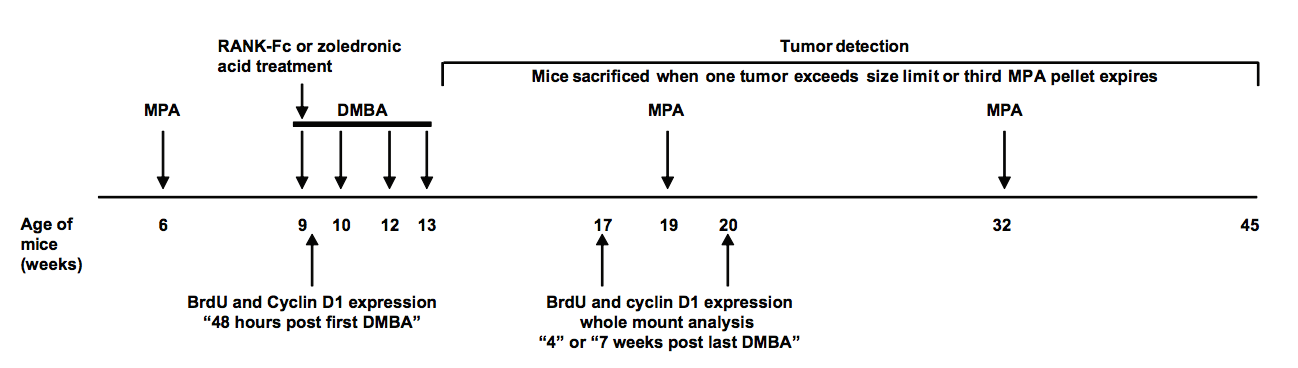 RANK-Fc or zoledronic
acid treatment
Tumor detection
Mice sacrificed when one tumor exceeds size limit or third MPA pellet expires
MPA
DMBA
MPA
MPA
Age of
mice
(weeks)
6
9
10
12
13
17
19
20
32
45
BrdU and Cyclin D1 expression
“48 hours post first DMBA”
BrdU and cyclin D1 expression
whole mount analysis
“4” or “7 weeks post last DMBA”